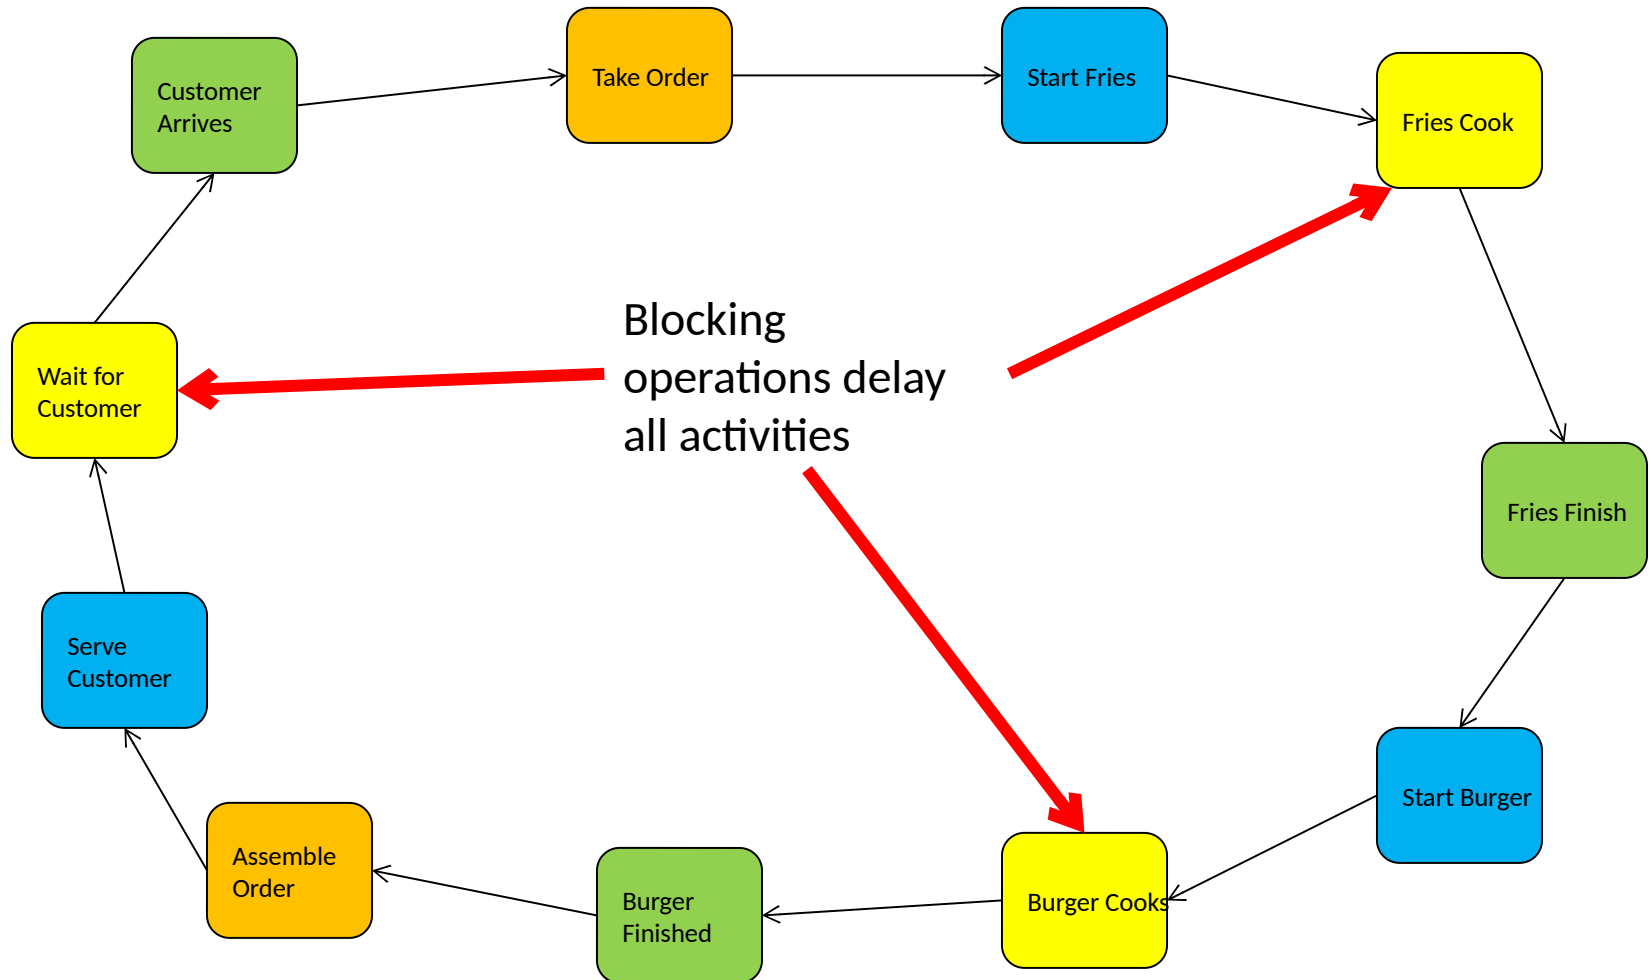 Customer
Arrives
Take Order
Start Fries
Fries Cook
Blocking
operations delay
all activities
Wait for
Customer
Fries Finish
Serve
Customer
Start Burger
Assemble
Order
Burger
Finished
Burger Cooks